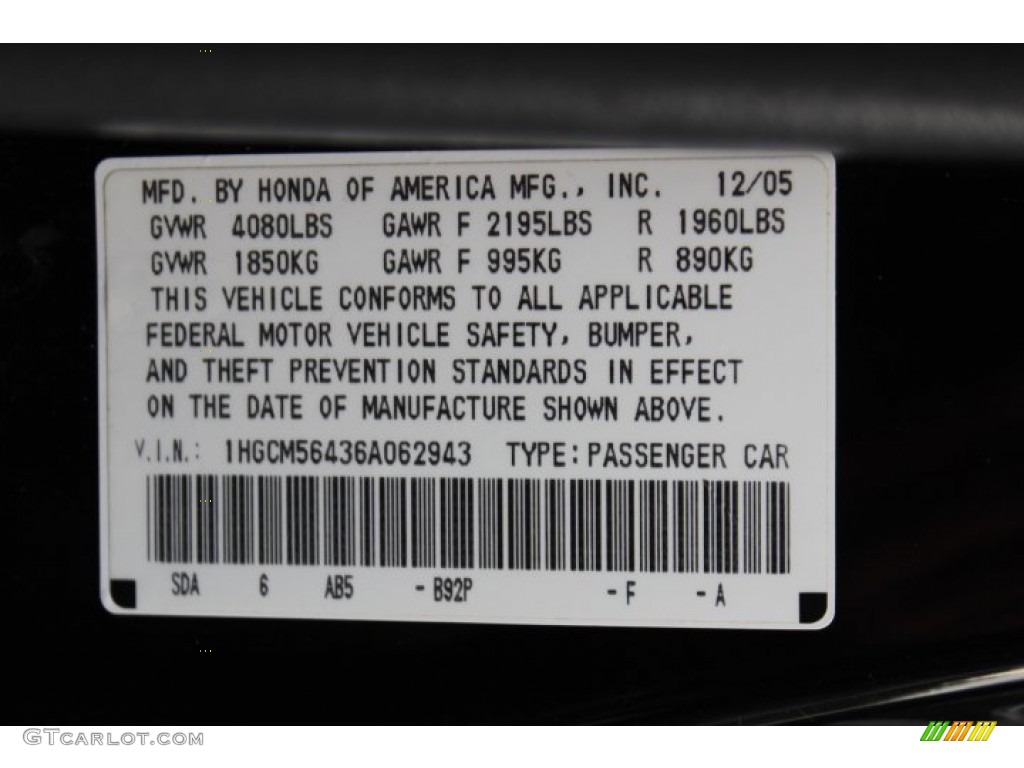 MFD. BY HONDA OF AMERICA MFG., INC. 12/05
GVWR 4080LBS GAWR F 2195LBS R 1960LBS
GVWR 1850KG GAWR F 995KG R 890KG
THIS VEHICLE CONFORMS TO ALL APPLICABLE
FEDERAL MOTOR VEHICLE SAFETY, BUMPER,
AND THEFT PREVENTION STANDARDS IN EFFECT
ON THE DATE OF MANUFACTURE SHOWN ABOVE.
V.I.N.: 1HGCM56436A062943 TYPE: PASSENGER CAR
SDA 6 AB5 - B92P - F - A
GTCARLOT.COM